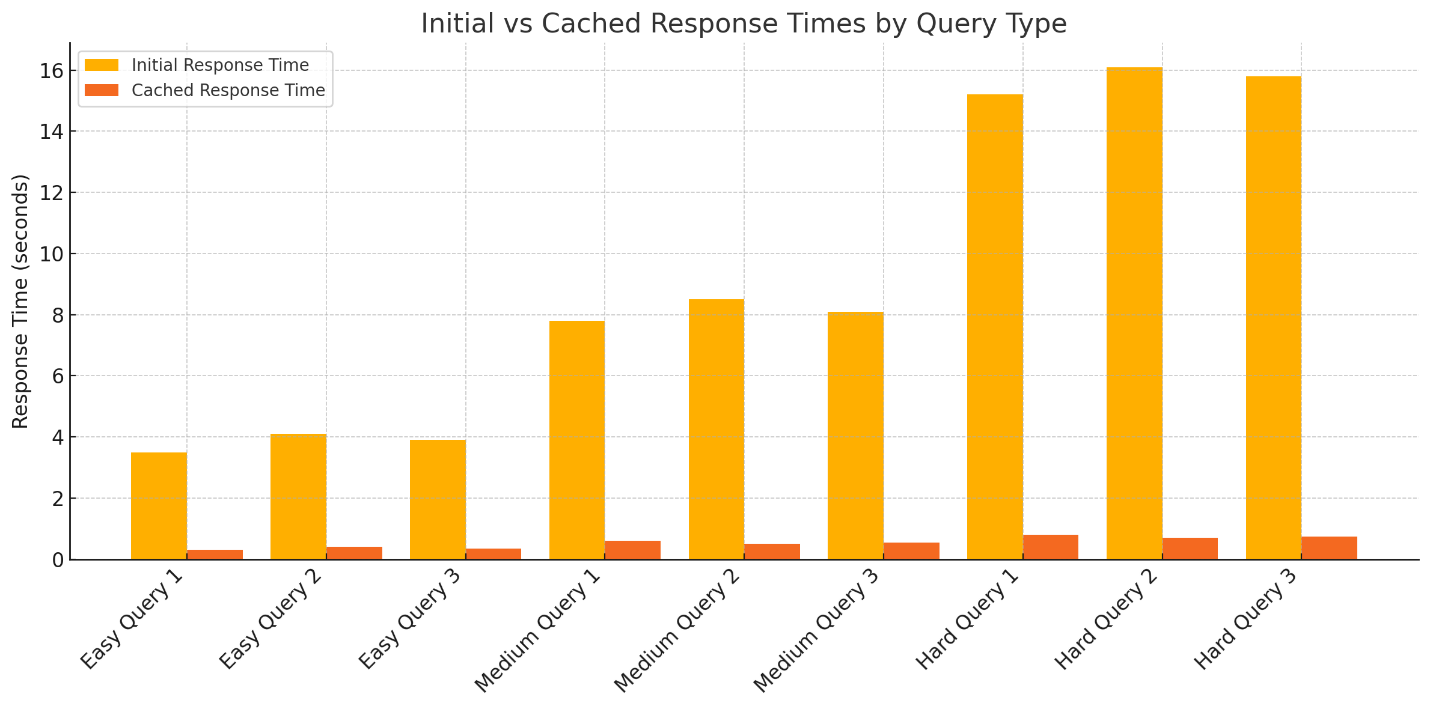 Initial vs Cached Response Times by Query Type
Initial Response Time
Cached Response Time
Response Time (seconds)
16
14
12
10
8
6
4
2
0
Easy Query 1
Easy Query 2
Easy Query 3
Medium Query 1
Medium Query 2
Medium Query 3
Hard Query 1
Hard Query 2
Hard Query 3